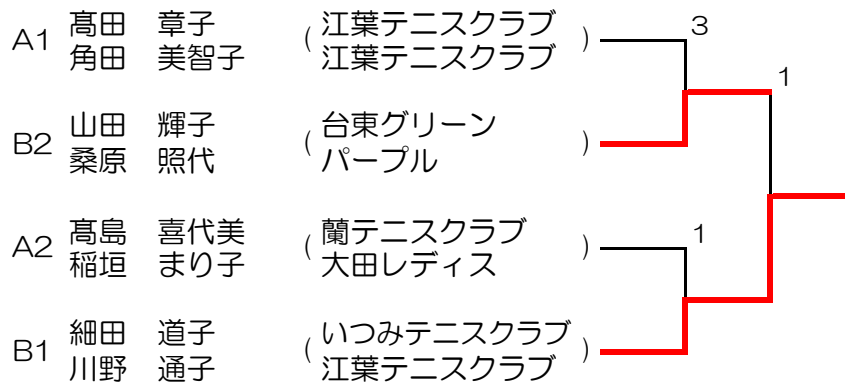 A1 髙田 章子 ( 江葉テニスクラブ ) 3
角田 美智子 江葉テニスクラブ
1
B2 山田 輝子 ( 台東グリーン )
桑原 照代 パープル
A2 髙島 喜代美 ( 蘭テニスクラブ ) 1
稲垣 まり子 大田レディス
B1 細田 道子 ( いつみテニスクラブ )
川野 通子 江葉テニスクラブ